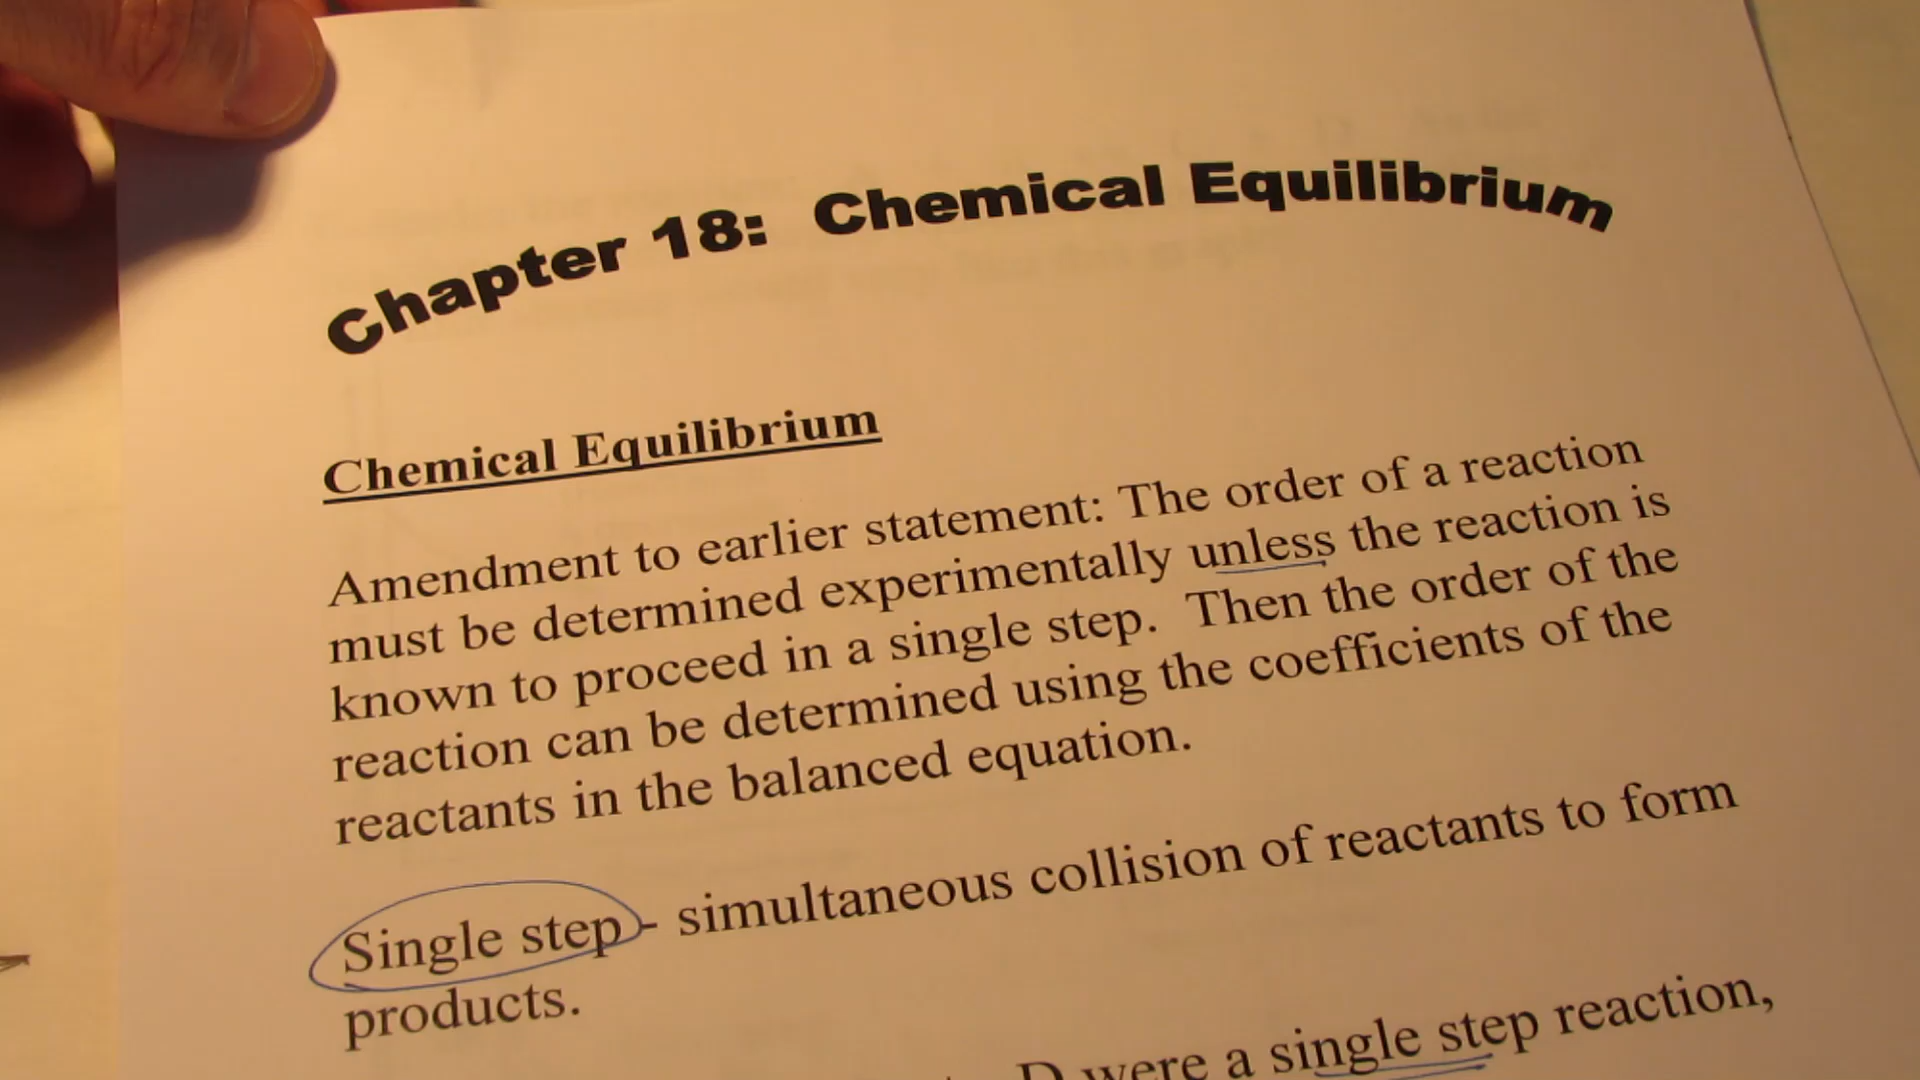 Chapter 18: Chemical Equilibrium
Chemical Equilibrium
Amendment to earlier statement: The order of a reaction
must be determined experimentally unless the reaction is
known to proceed in a single step. Then the order of the
reaction can be determined using the coefficients of the
reactants in the balanced equation.
Single step - simultaneous collision of reactants to form
products.
D were a single step reaction,